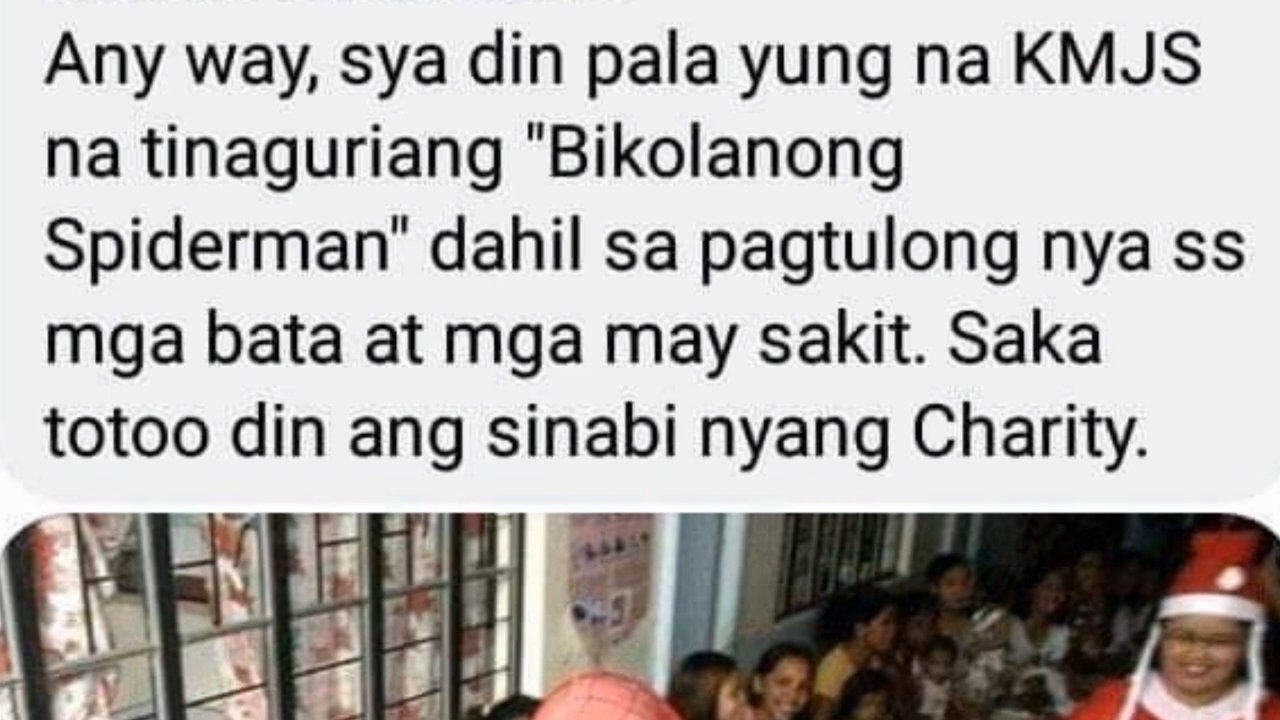 Any way, sya din pala yung na KMJS
na tinaguriang "Bikolanong
Spiderman" dahil sa pagtulong nya ss
mga bata at mga may sakit. Saka
totoo din ang sinabi nyang Charity.